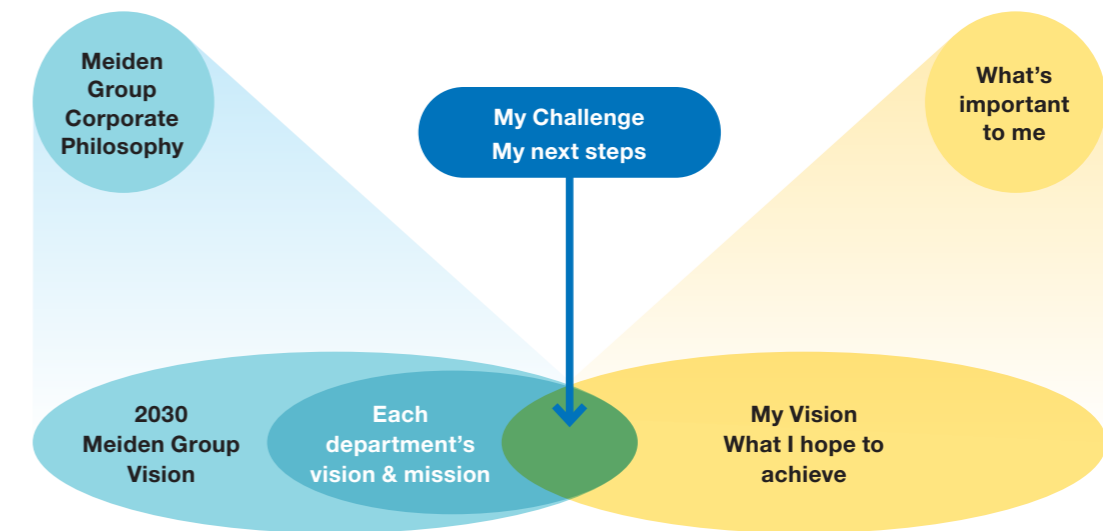 Meiden
Group
Corporate
Philosophy
My Challenge
My next steps
What's
important
to me
2030
Meiden Group
Vision
Each
department's
vision & mission
My Vision
What I hope to
achieve